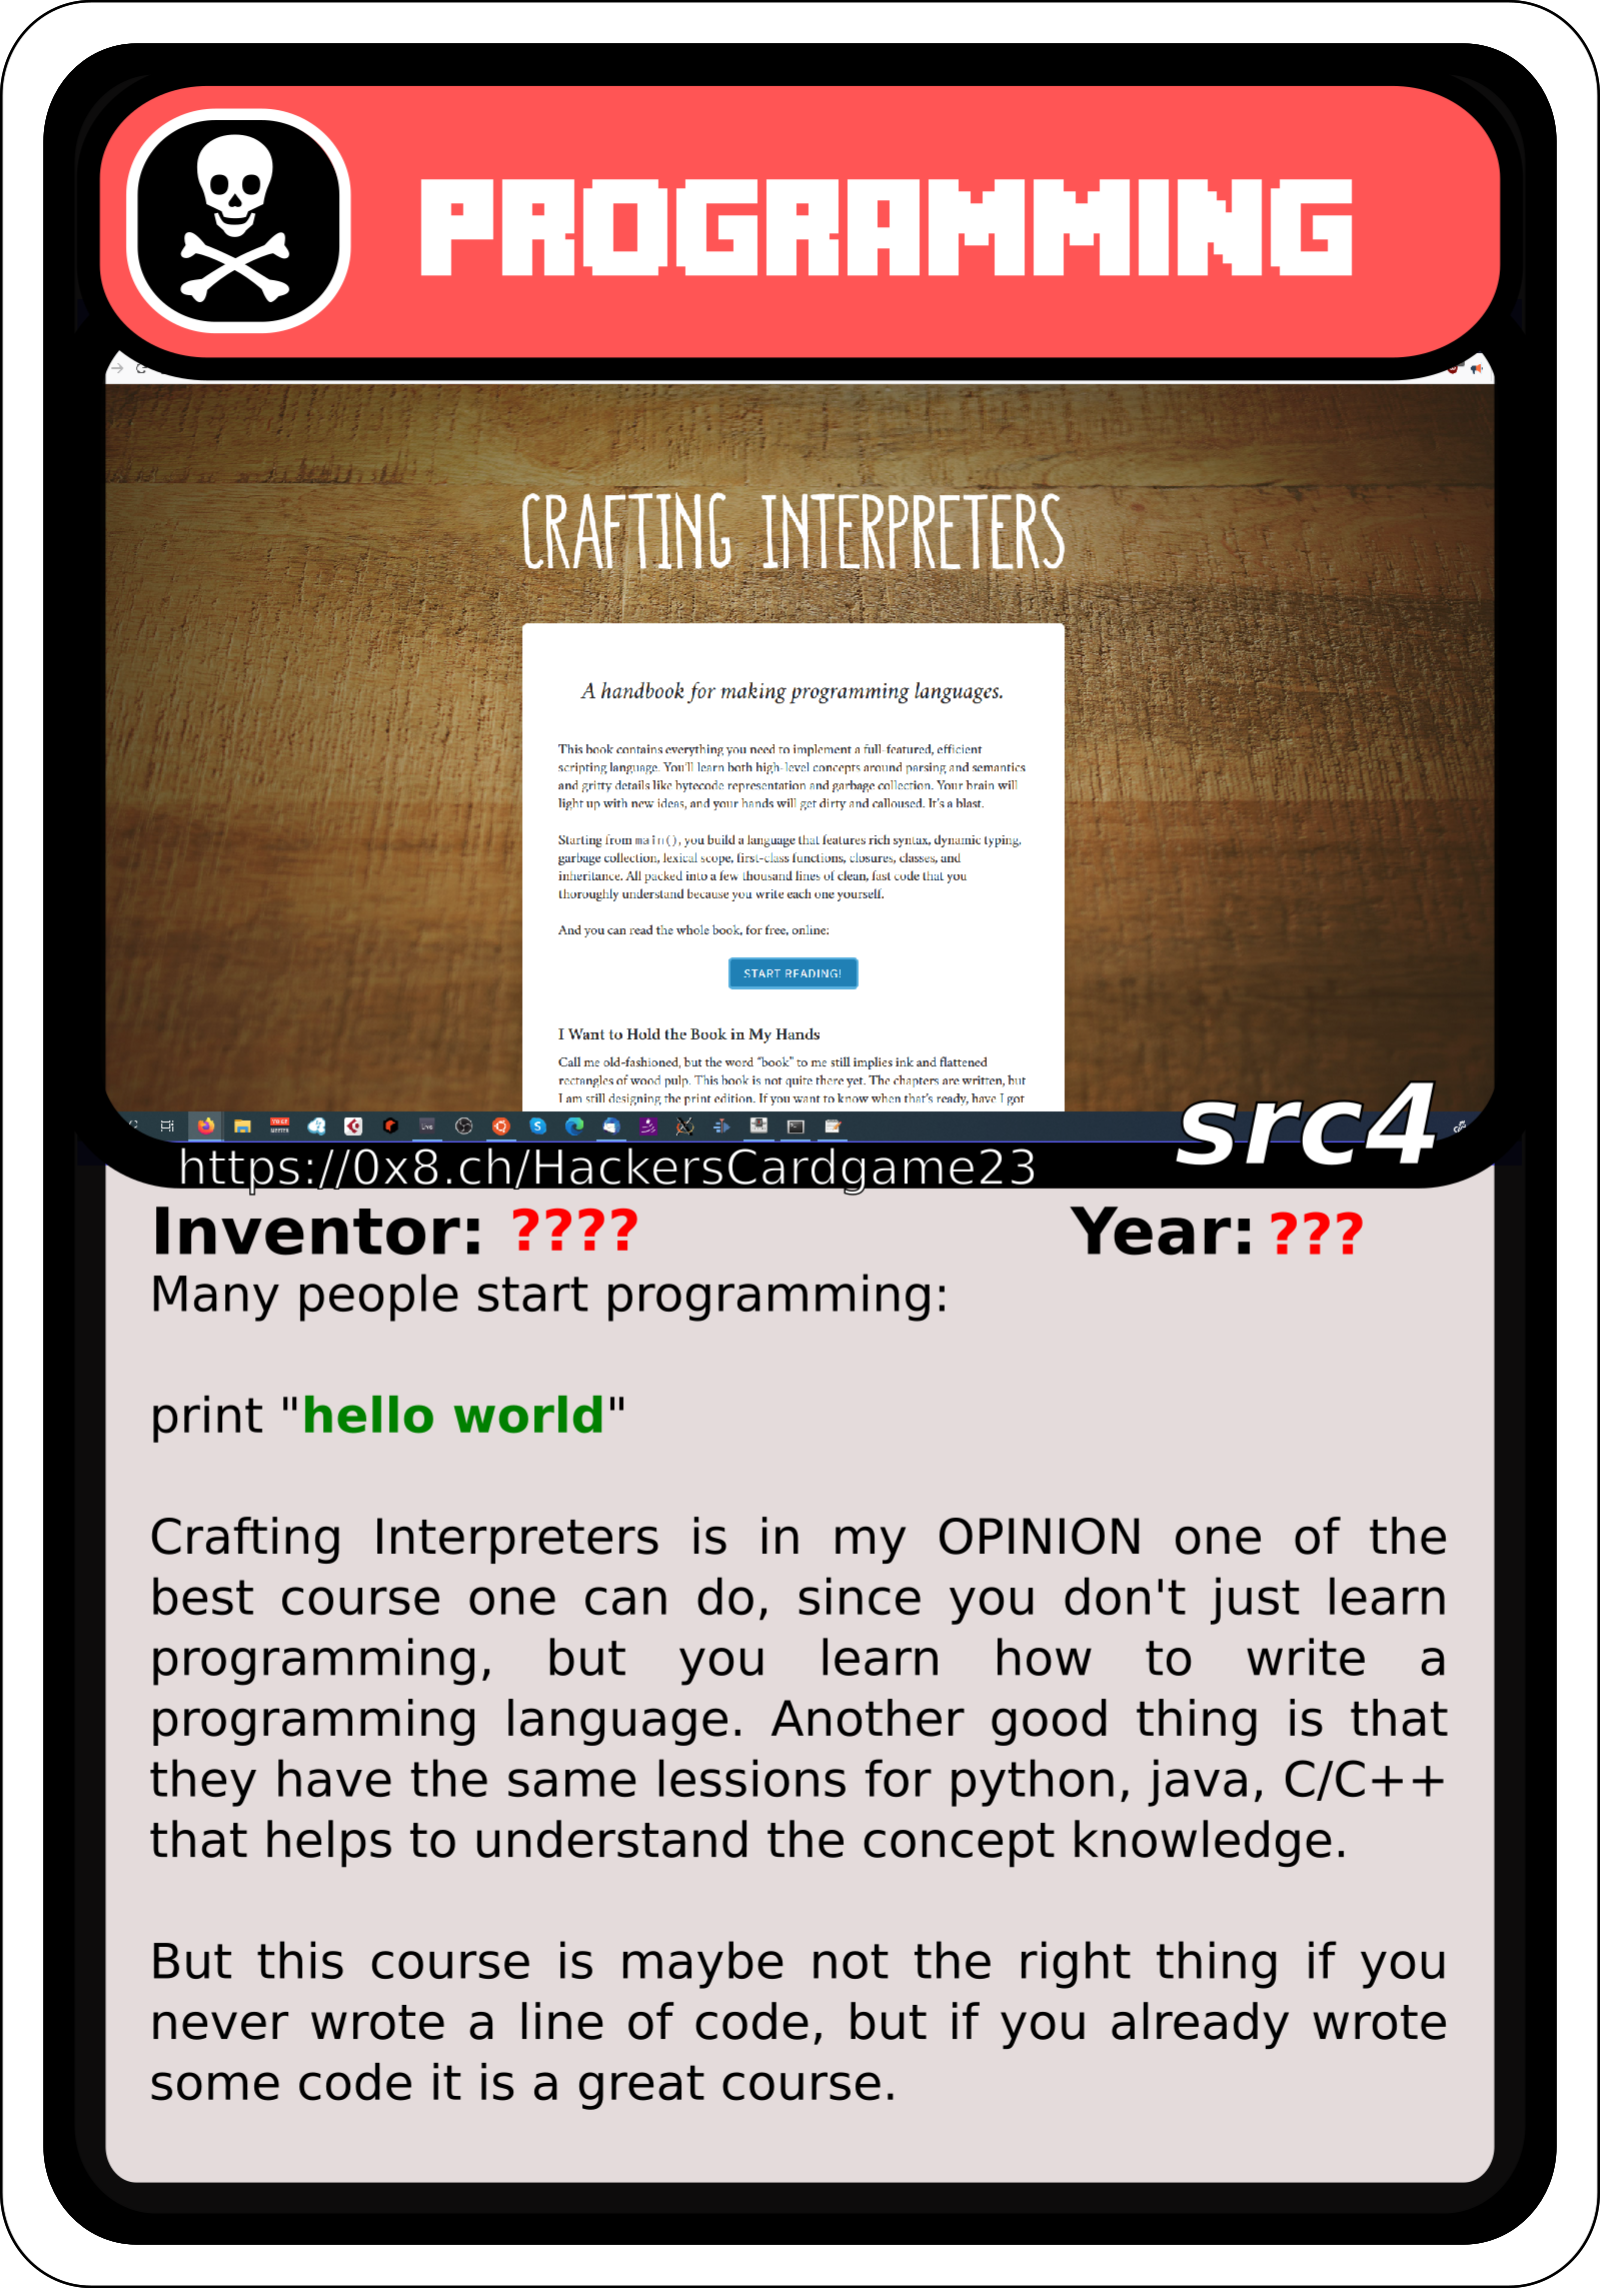 PROGRAMMING
CRAFTING INTERPRETERS
A handbook for making programming languages.
This book contains everything you need to implement a full-featured, efficient
scripting language. You'll learn both high-level concepts around parsing and semantics
and gritty details like bytecode representation and garbage collection. Your brain will
light up with new ideas, and your hands will get dirty and calloused. It's a blast.
Starting from main(), you build a language that features rich syntax, dynamic typing,
garbage collection, lexical scope, first-class functions, closures, classes, and
inheritance. All packed into a few thousand lines of clean, fast code that you
thoroughly understand because you write each one yourself.
And you can read the whole book, for free, online:
START READING!
I Want to Hold the Book in My Hands
Call me old-fashioned, but the word "book" to me still implies ink and flattened
rectangles of wood pulp. This book is not quite there yet. The chapters are written, but
I am still designing the print edition. If you want to know when that's ready, have I got
src4
https://0x8.ch/HackersCardgame23
Inventor: ???? Year: ???
Many people start programming:
print "hello world"
Crafting Interpreters is in my OPINION one of the
best course one can do, since you don't just learn
programming, but you learn how to write a
programming language. Another good thing is that
they have the same lessions for python, java, C/C++
that helps to understand the concept knowledge.
But this course is maybe not the right thing if you
never wrote a line of code, but if you already wrote
some code it is a great course.